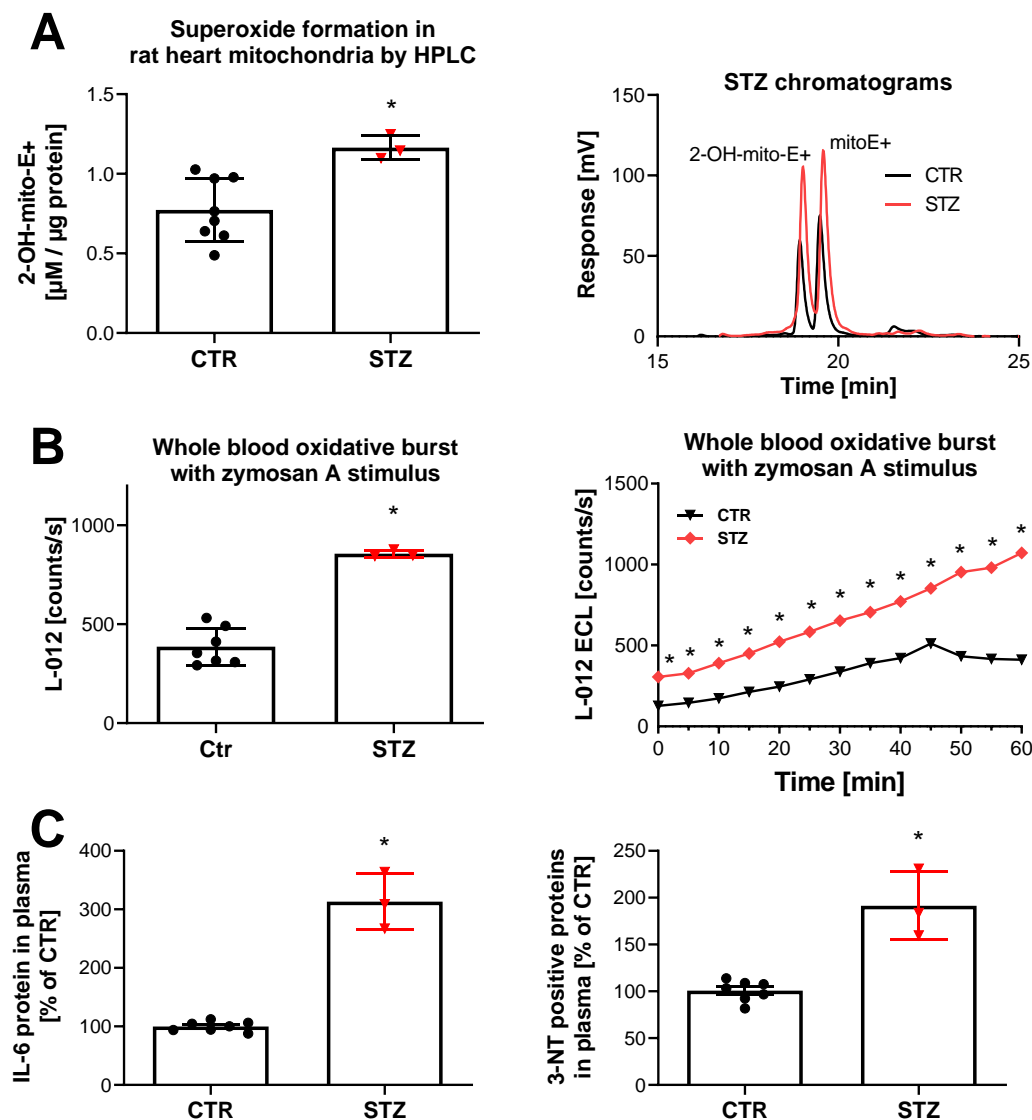 A
Superoxide formation in
rat heart mitochondria by HPLC
2-OH-mito-E+
[µM / µg protein]
1.5
1.0
0.5
0.0
*
CTR
STZ
STZ chromatograms
Response [mV]
150
100
50
0
2-OH-mito-E+
mitoE+
CTR
STZ
15
20
25
Time [min]
B
Whole blood oxidative burst
with zymosan A stimulus
L-012 [counts/s]
1000
500
0
*
Ctr
STZ
Whole blood oxidative burst
with zymosan A stimulus
L-012 ECL [counts/s]
1500
1000
500
0
CTR
STZ
* * * * * * * * * * * * *
0 10 20 30 40 50 60
Time [min]
C
IL-6 protein in plasma
[% of CTR]
400
300
200
100
0
*
CTR
STZ
3-NT positive proteins
in plasma [% of CTR]
250
200
150
100
50
0
*
CTR
STZ